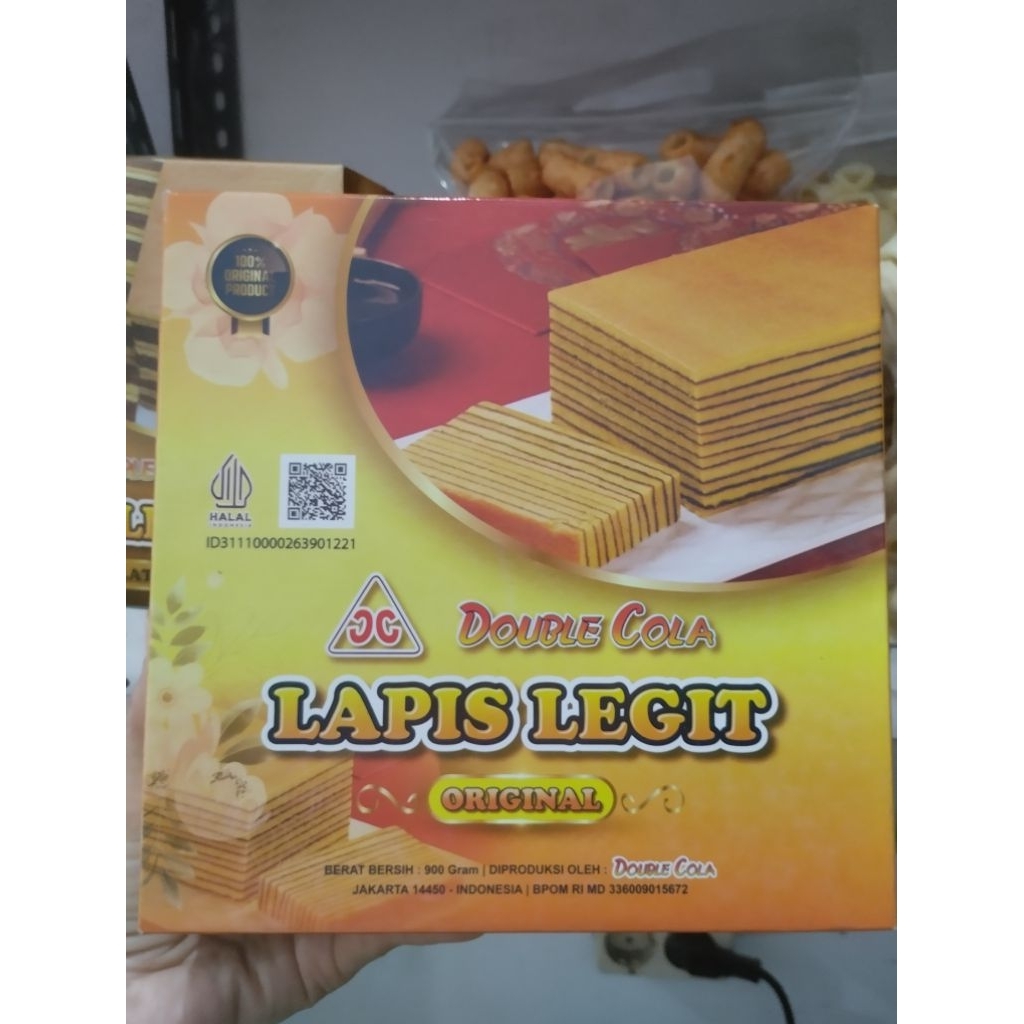 100%
ORIGINAL
PRODUCT
HALAL
INDONESIA
ID31110000263901221
DOUBLE COLA
LAPIS LEGIT
ORIGINAL
BERAT BERSIH : 900 Gram | DIPRODUKSI OLEH : DOUBLE COLA
JAKARTA 14450 - INDONESIA | BPOM RI MD 336009015672